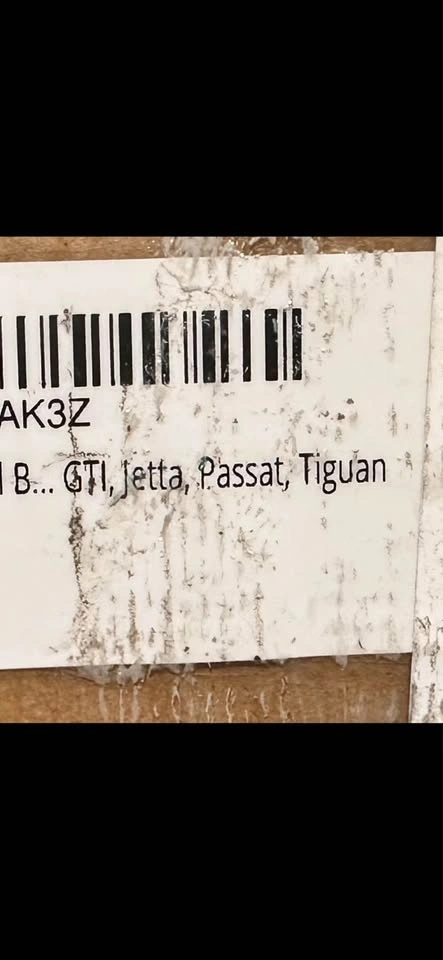 AK3Z
B... GTI, Jetta, Passat, Tiguan